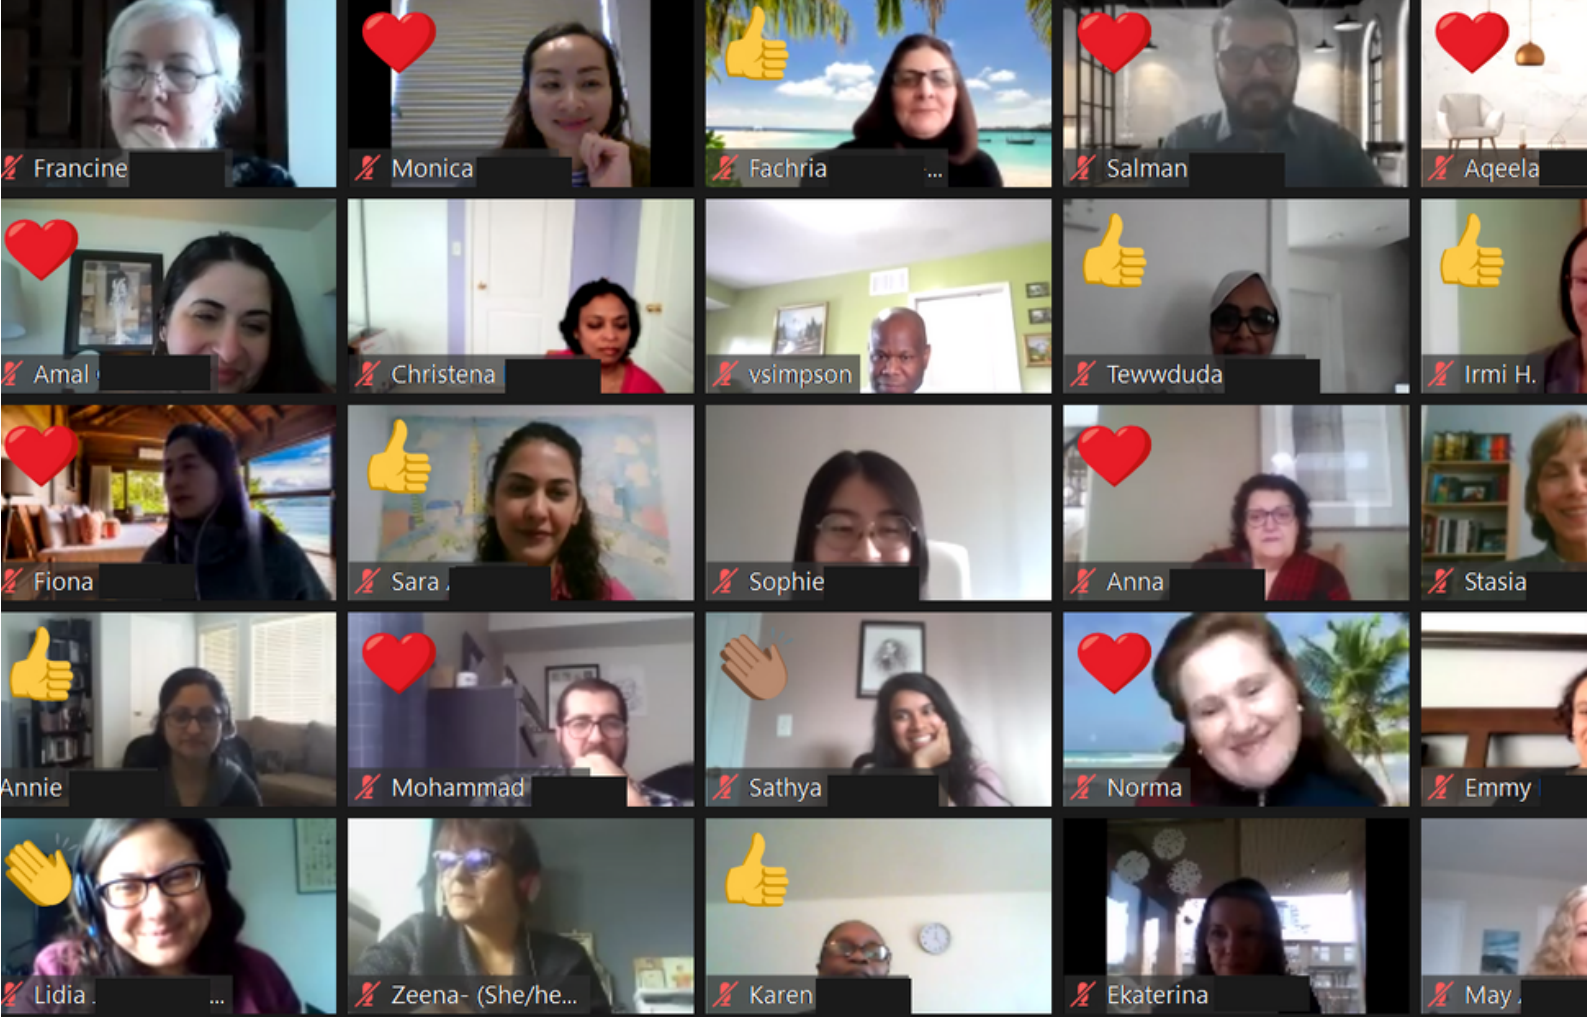 Francine
Monica
Fachria ...
Salman
Aqeela
Amal
Christena
vsimpson
Tewwduda
Irmi H.
Fiona
Sara
Sophie
Anna
Stasia
Annie
Mohammad
Sathya
Norma
Emmy
Lidia ...
Zeena- (She/he...
Karen
Ekaterina
May